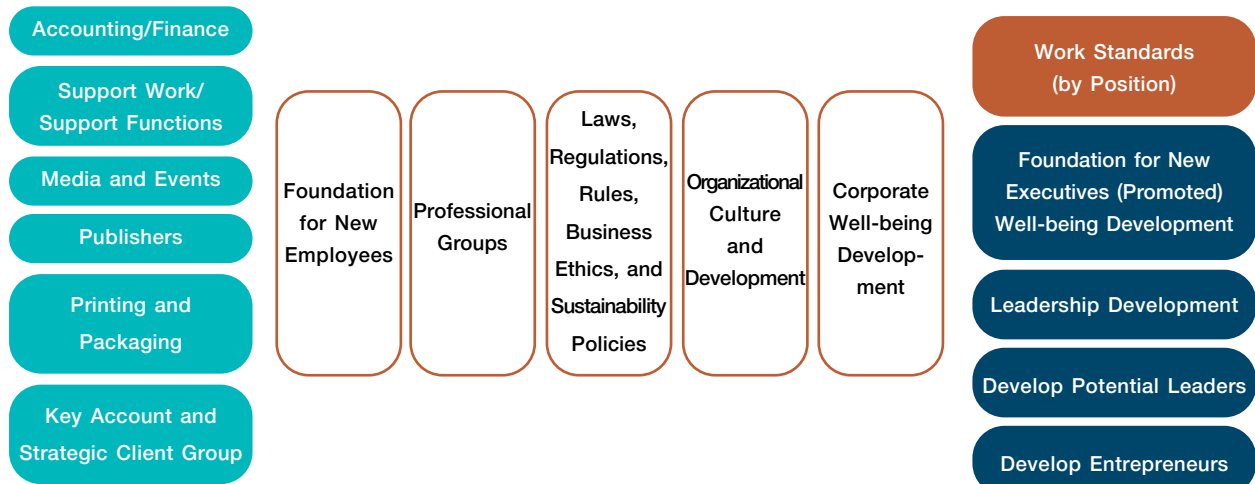 Accounting/Finance
Support Work/
Support Functions
Media and Events
Publishers
Printing and
Packaging
Key Account and
Strategic Client Group
Foundation
for New
Employees
Professional
Groups
Laws,
Regulations,
Rules,
Business
Ethics, and
Sustainability
Policies
Organizational
Culture
and
Development
Corporate
Well-being
Develop-
ment
Work Standards
(by Position)
Foundation for New
Executives (Promoted)
Well-being Development
Leadership Development
Develop Potential Leaders
Develop Entrepreneurs